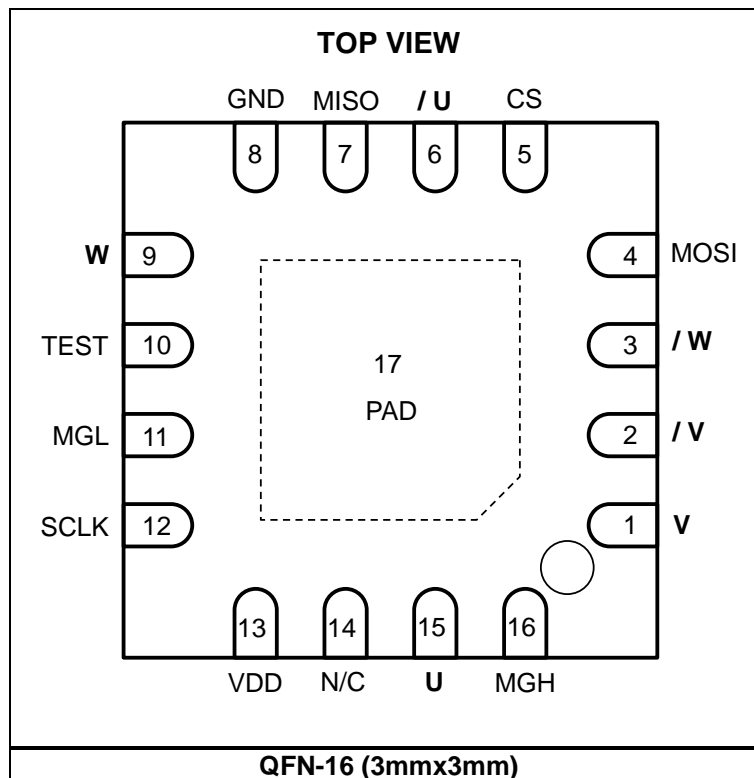 TOP VIEW
GND MISO / U CS
8 7 6 5
W 9 4 MOSI
TEST 10 3 / W
17
PAD
MGL 11 2 / V
SCLK 12 1 V
13 14 15 16
VDD N/C U MGH
QFN-16 (3mmx3mm)